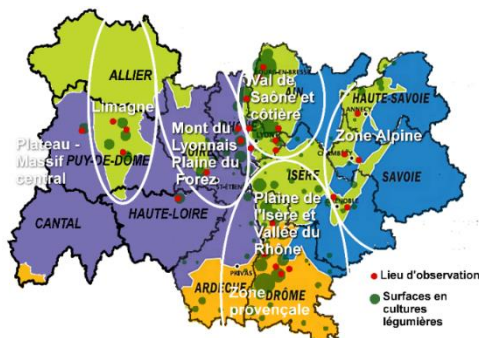 ALLIER
Limagne
Plateau -
Massif
central
PUY-DE-DÔME
CANTAL
HAUTE-LOIRE
Mont du
Lyonnais
Plaine du
Forez
Val de
Saône et
côtière
AIN
LYON
HAUTE-SAVOIE
Zone Alpine
SAVOIE
ISÈRE
Plaine de
l'Isère et
Vallée du
Rhône
PRIVAS
ARDÈCHE
DRÔME
Zone
provençale
Lieu d'observation
Surfaces en
cultures
légumières